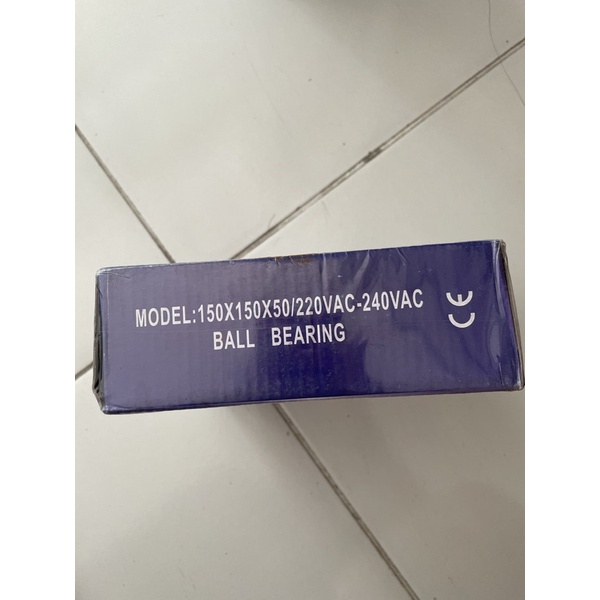 MODEL:150X150X50/220VAC-240VAC
BALL BEARING
CE